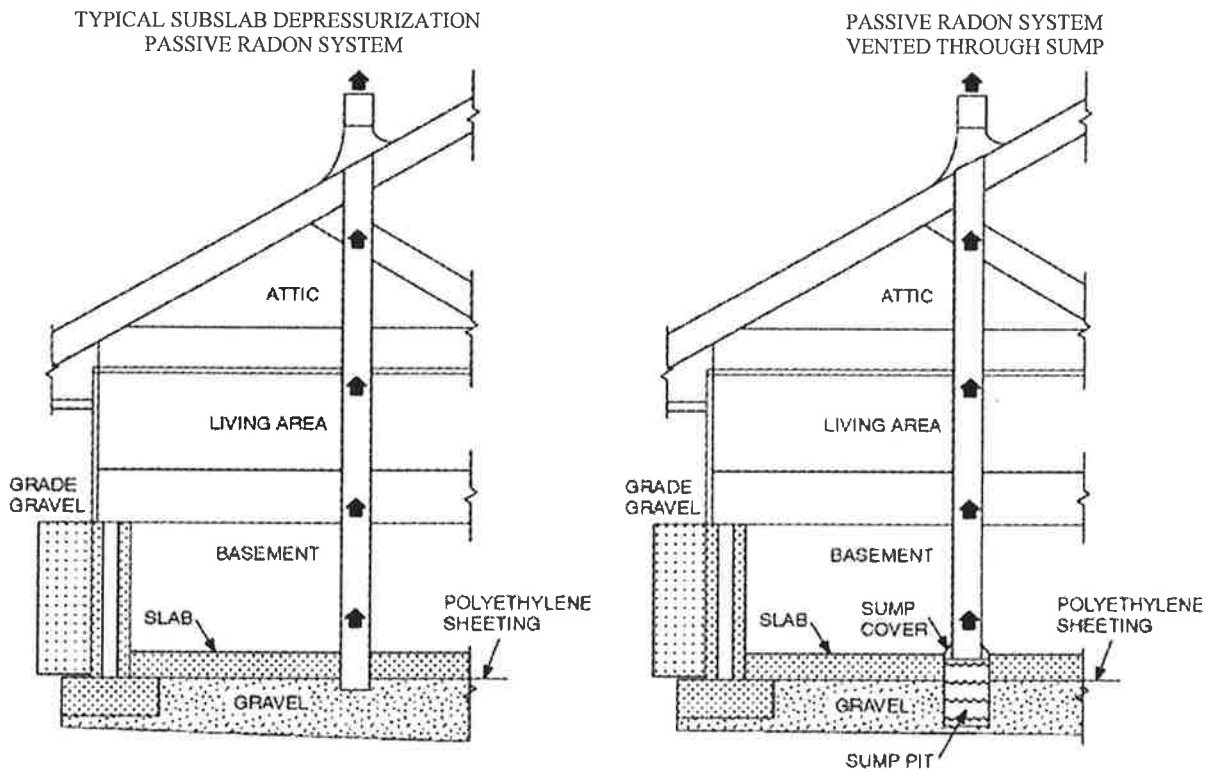 TYPICAL SUBSLAB DEPRESSURIZATION
PASSIVE RADON SYSTEM
ATTIC
LIVING AREA
GRADE
GRAVEL
BASEMENT
SLAB
POLYETHYLENE
SHEETING
GRAVEL
PASSIVE RADON SYSTEM
VENTED THROUGH SUMP
ATTIC
LIVING AREA
GRADE
GRAVEL
BASEMENT
SLAB
SUMP
COVER
POLYETHYLENE
SHEETING
GRAVEL
SUMP PIT